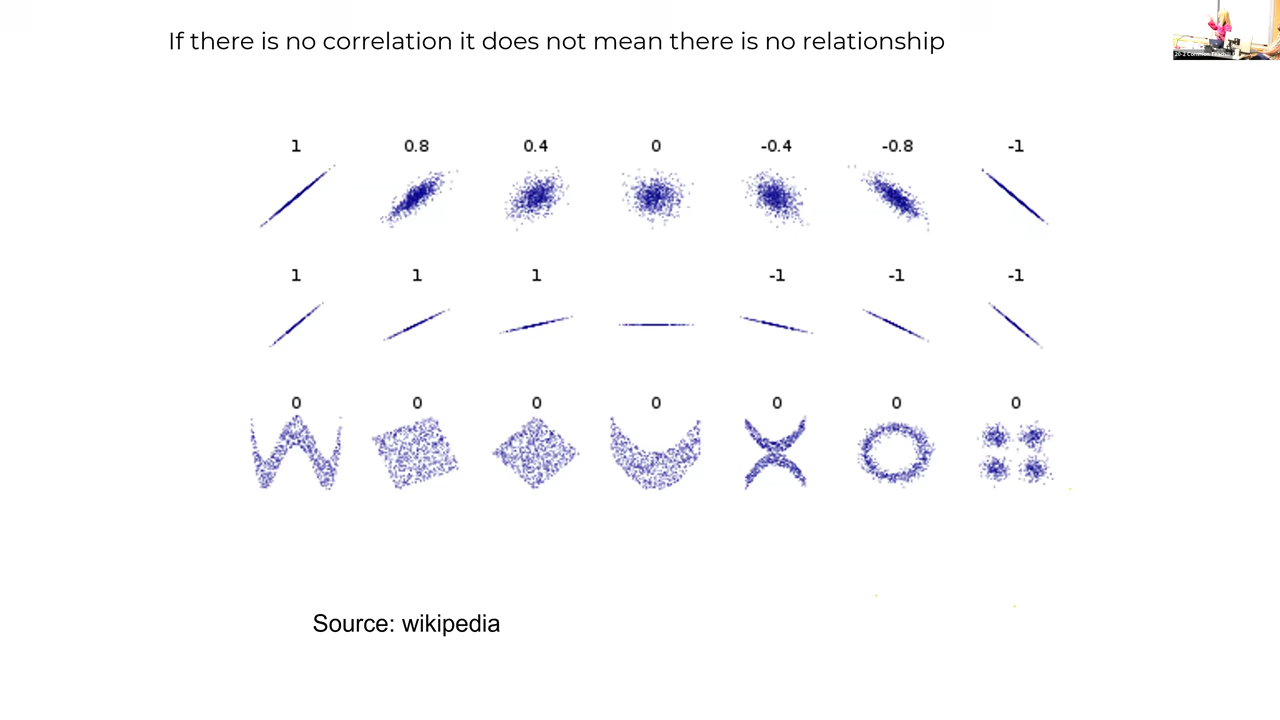 If there is no correlation it does not mean there is no relationship
1 0.8 0.4 0 -0.4 -0.8 -1
1 1 1 -1 -1 -1
0 0 0 0 0 0 0
Source: wikipedia